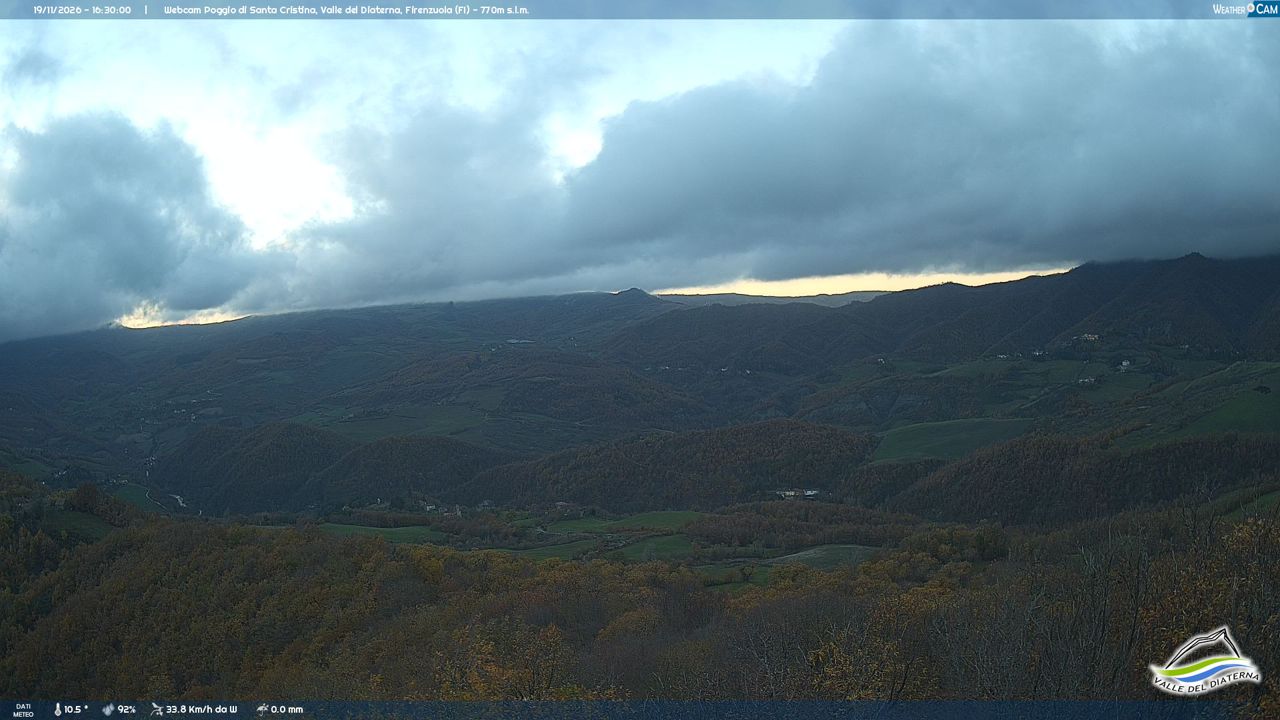 19/11/2026 - 16:30:00 | Webcam Poggio di Santa Cristina, Valle del Diaterna, Firenzuola (FI) - 770m s.l.m.
WEATHER CAM
VALLE DEL DIATERNA
DATI
METEO
10.5 ° 92% 33.8 Km/h da W 0.0 mm